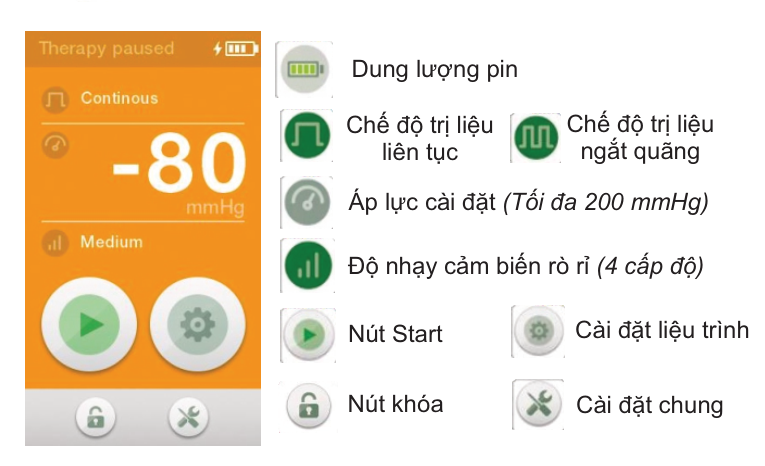 Therapy paused
Continous
-80
mmHg
Medium
Dung lượng pin
Chế độ trị liệu
liên tục
Chế độ trị liệu
ngắt quãng
Áp lực cài đặt (Tối đa 200 mmHg)
Độ nhạy cảm biến rò rỉ (4 cấp độ)
Nút Start
Cài đặt liệu trình
Nút khóa
Cài đặt chung